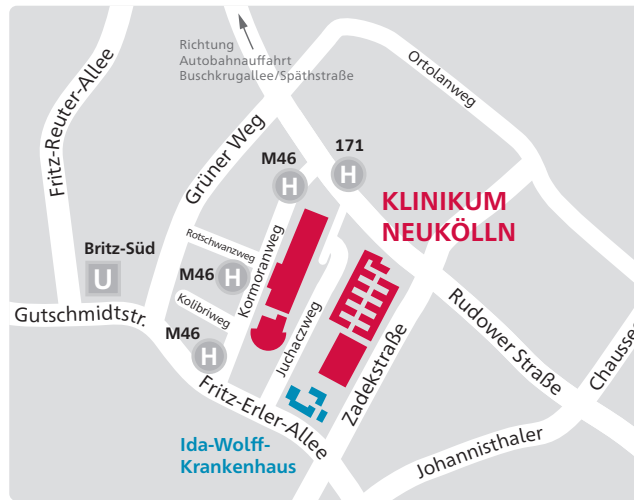 Richtung
Autobahnauffahrt
Buschkrugallee/Späthstraße
Fritz-Reuter-Allee
Ortolanweg
Grüner Weg
171
M46
H
H
KLINIKUM
NEUKÖLLN
Rotschwanzweg
Britz-Süd
U
M46
H
Kormoranweg
Kolibriweg
Gutschmidtstr.
M46
H
Juchaczweg
Rudower Straße
Zadekstraße
Chausse
Fritz-Erler-Allee
Ida-Wolff-
Krankenhaus
Johannisthaler